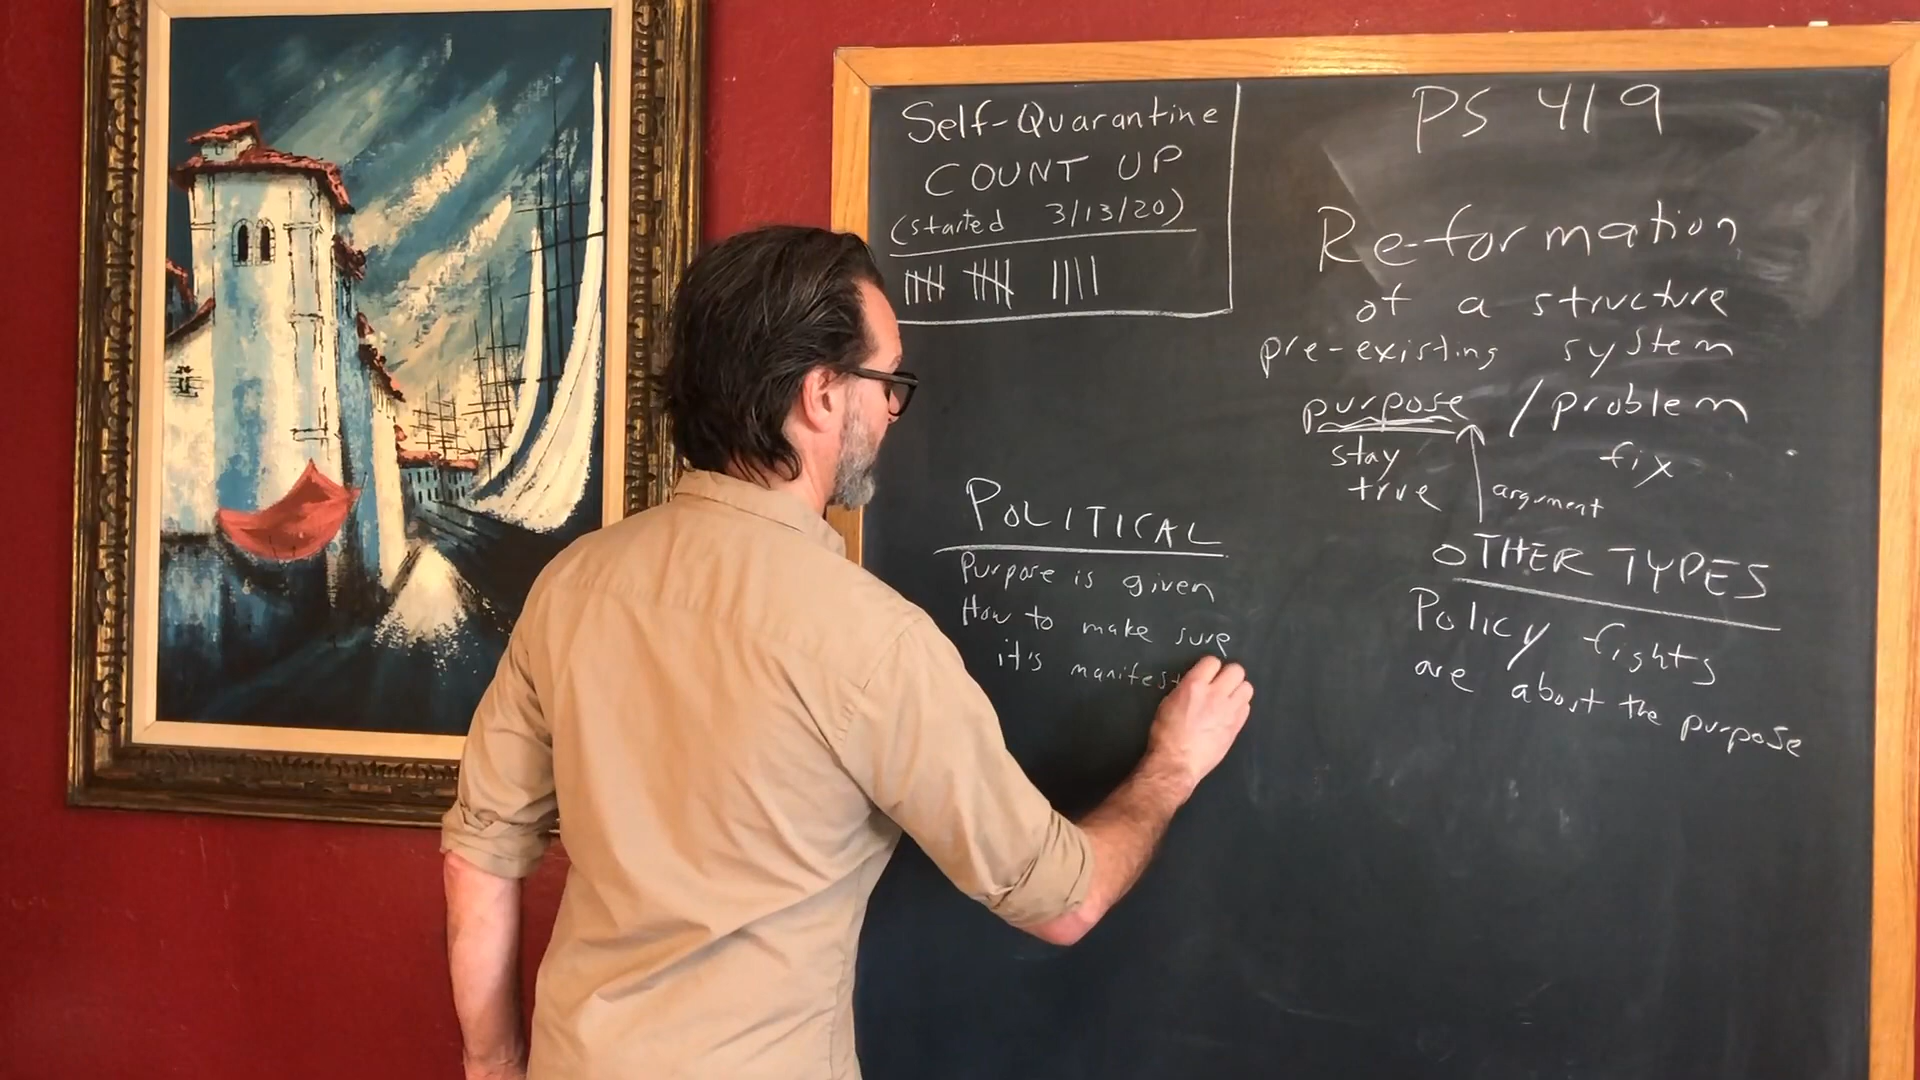 Self-Quarantine
COUNT UP
(started 3/13/20)
PS 419
Re-formation
of a structure
pre-existing system
purpose / problem
stay fix
true
argument
POLITICAL
Purpose is given
How to make sure
it's manifest
OTHER TYPES
Policy fights
are about the purpose